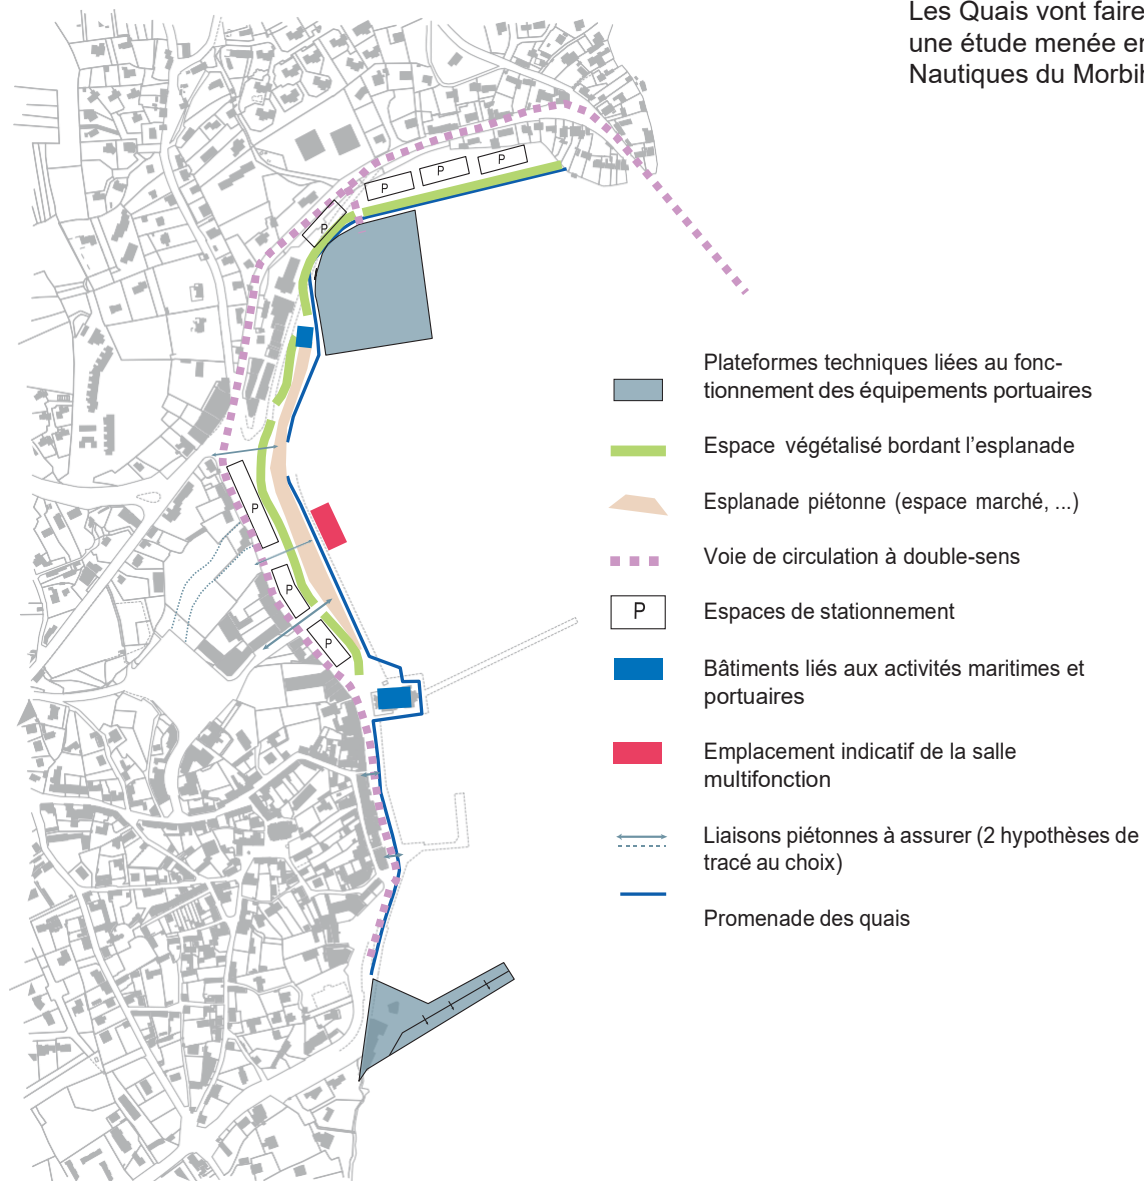 Les Quais vont faire
une étude menée en
Nautiques du Morbih
P
P
P
P
P
P
P
Plateformes techniques liées au fonc-
tionnement des équipements portuaires
Espace végétalisé bordant l'esplanade
Esplanade piétonne (espace marché, ...)
Voie de circulation à double-sens
P
Espaces de stationnement
Bâtiments liés aux activités maritimes et
portuaires
Emplacement indicatif de la salle
multifonction
Liaisons piétonnes à assurer (2 hypothèses de
tracé au choix)
Promenade des quais